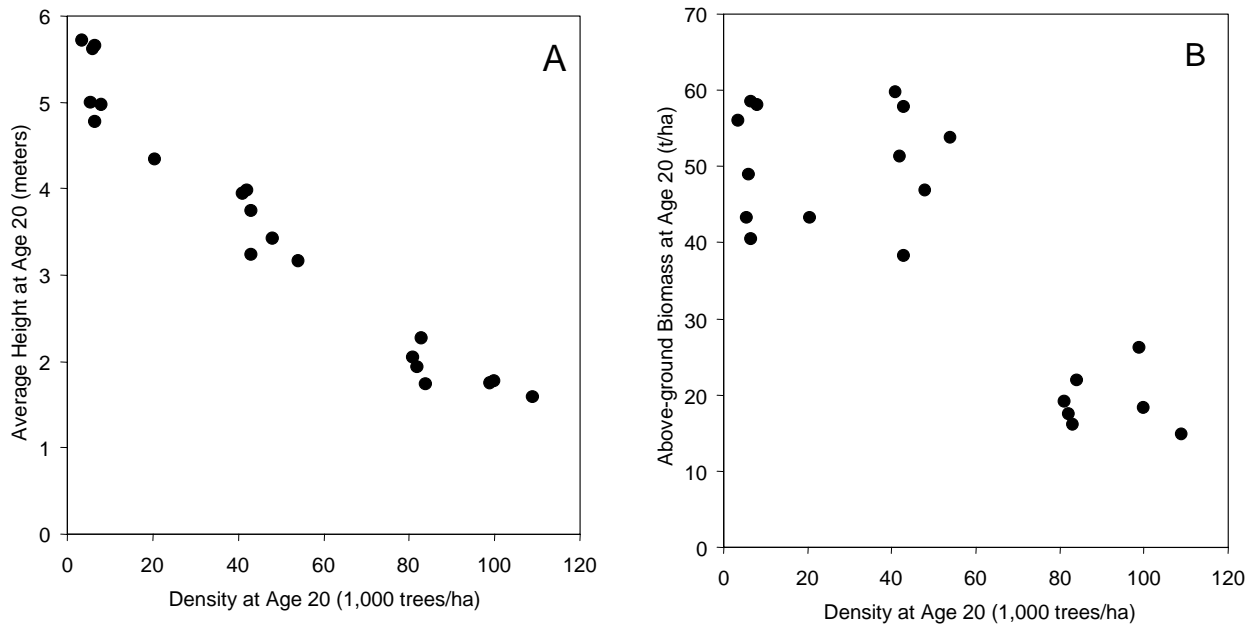 A
Average Height at Age 20 (meters)
6
5
4
3
2
1
0
0 20 40 60 80 100 120
Density at Age 20 (1,000 trees/ha)
B
Above-ground Biomass at Age 20 (t/ha)
70
60
50
40
30
20
10
0
0 20 40 60 80 100 120
Density at Age 20 (1,000 trees/ha)